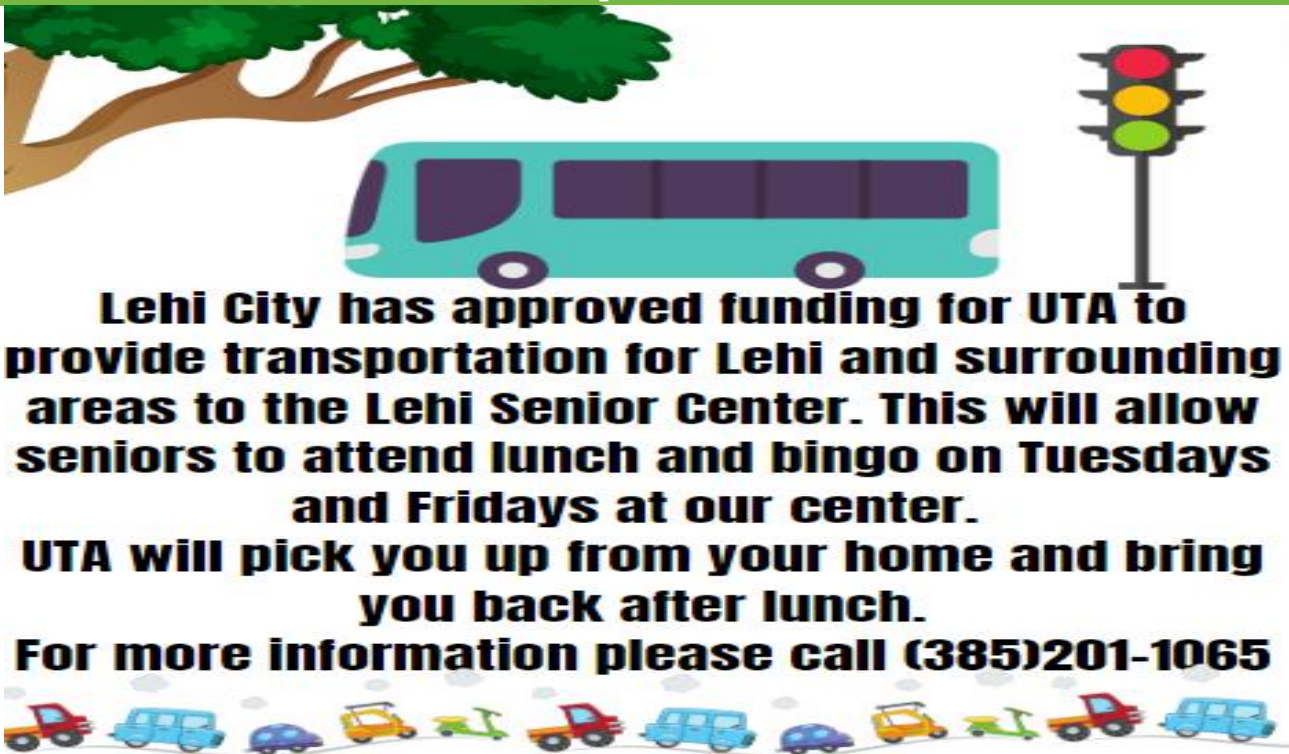 Lehi City has approved funding for UTA to
provide transportation for Lehi and surrounding
areas to the Lehi Senior Center. This will allow
seniors to attend lunch and bingo on Tuesdays
and Fridays at our center.
UTA will pick you up from your home and bring
you back after lunch.
For more information please call (385)201-1065